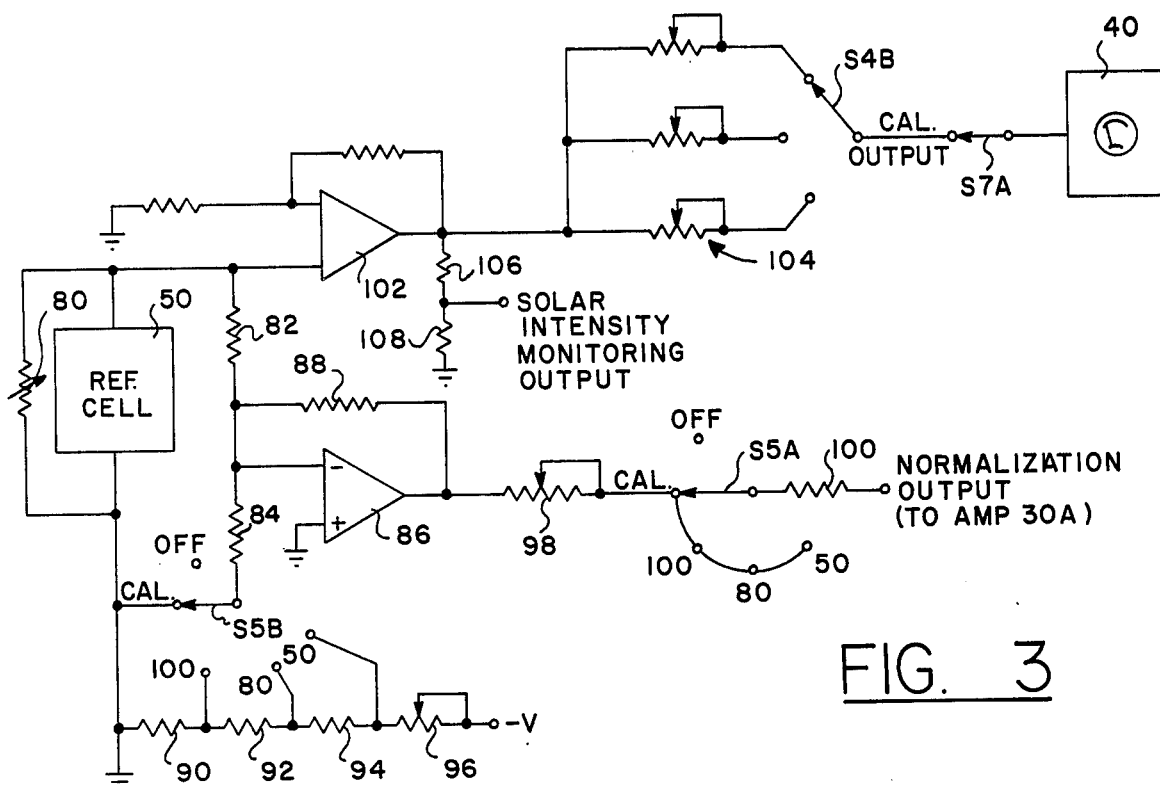 40
S4B
CAL.
OUTPUT
S7A
104
102
106
SOLAR
INTENSITY
MONITORING
OUTPUT
108
80
50
REF.
CELL
82
88
OFF
S5A
100
NORMALIZATION
OUTPUT
(TO AMP 30A)
CAL.
-
+
86
98
84
100
80
50
OFF
CAL.
S5B
50
100
80
-V
90
92
94
96
FIG. 3